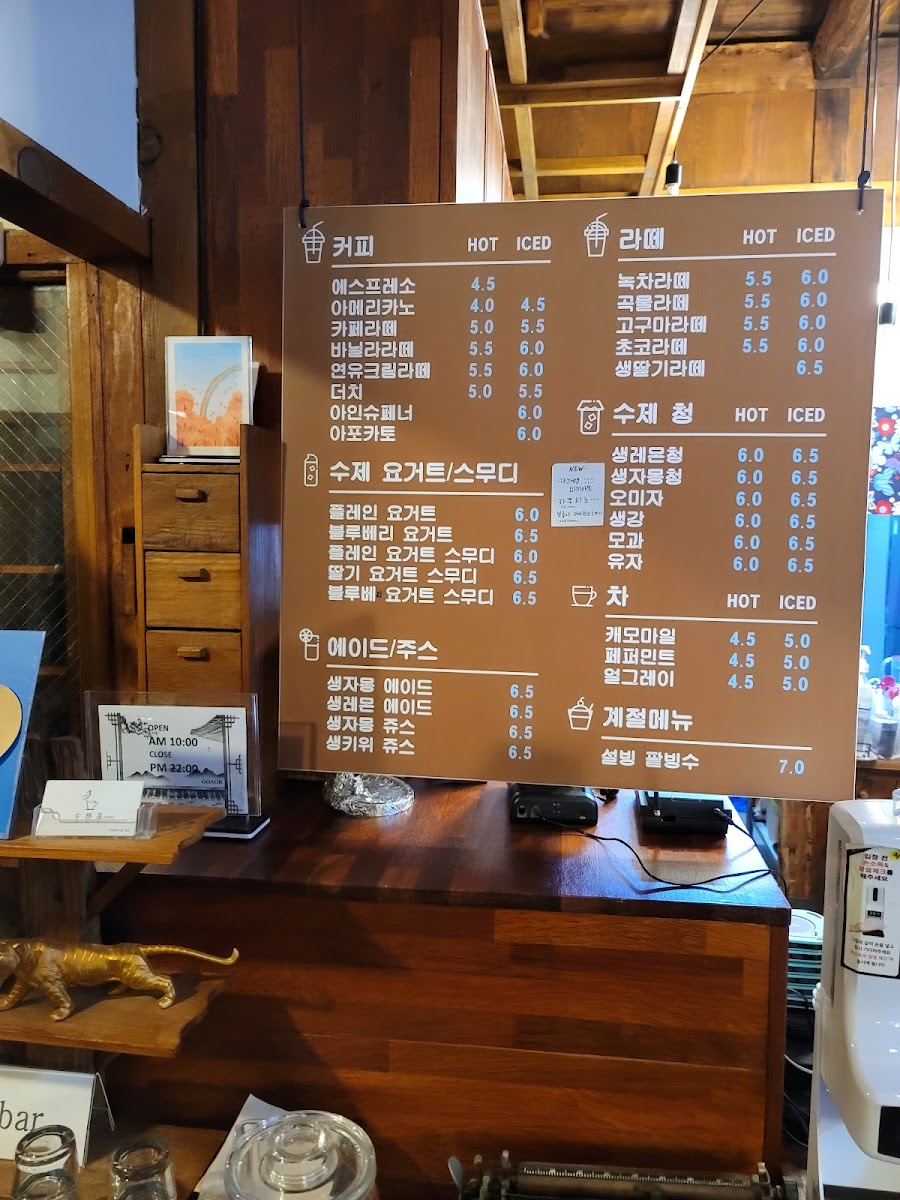 커피 HOT ICED
에스프레소 4.5
아메리카노 4.0 4.5
카페라떼 5.0 5.5
바닐라라떼 5.5 6.0
연유크림라떼 5.5 6.0
더치 5.0 5.5
아인슈페너 6.0
아포카토 6.0
수제 요거트/스무디
플레인 요거트 6.0
블루베리 요거트 6.5
플레인 요거트 스무디 6.0
딸기 요거트 스무디 6.5
블루베리 요거트 스무디 6.5
에이드/주스
생자몽 에이드 6.5
생레몬 에이드 6.5
생자몽 쥬스 6.5
생키위 쥬스 6.5
라떼 HOT ICED
녹차라떼 5.5 6.0
곡물라떼 5.5 6.0
고구마라떼 5.5 6.0
초코라떼 5.5 6.0
생딸기라떼 6.5
수제 청 HOT ICED
생레몬청 6.0 6.5
생자몽청 6.0 6.5
오미자 6.0 6.5
생강 6.0 6.5
모과 6.0 6.5
유자 6.0 6.5
차 HOT ICED
캐모마일 4.5 5.0
페퍼민트 4.5 5.0
얼그레이 4.5 5.0
계절메뉴
설빙 팥빙수 7.0
-NEW-
OPEN
AM 10:00
CLOSE
PM 22:00
GOAOK
bar
입장 전
손소독&
해주세요